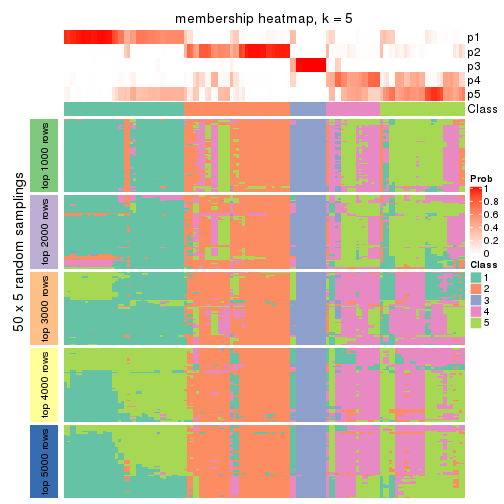 membership heatmap, k = 5
p1
p2
p3
p4
p5
Class
50 x 5 random samplings
top 1000 rows
top 2000 rows
top 3000 rows
top 4000 rows
top 5000 rows
Prob
1
0.8
0.6
0.4
0.2
0
Class
1
2
3
4
5